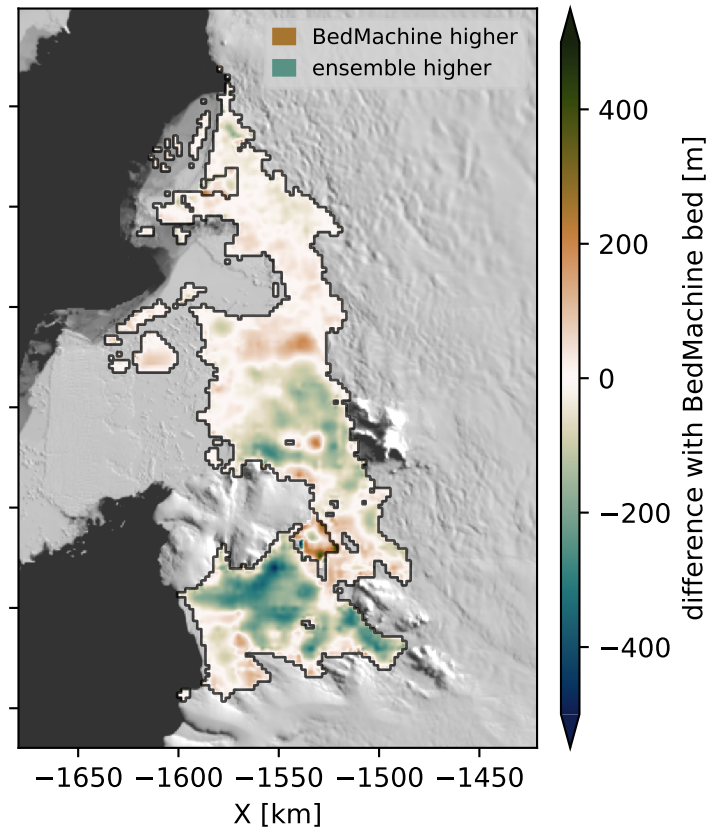 BedMachine higher
ensemble higher
400
200
0
−200
−400
difference with BedMachine bed [m]
−1650 −1600 −1550 −1500 −1450
X [km]